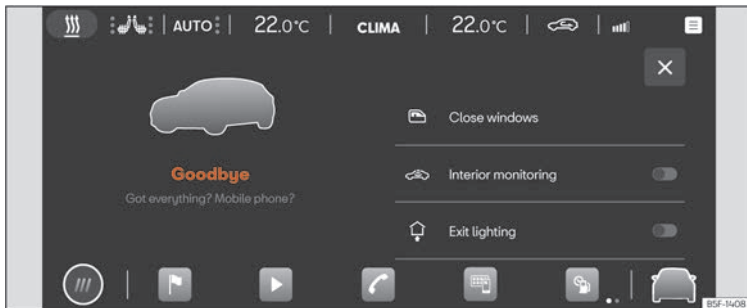 AUTO 22.0°C CLIMA 22.0°C
Close windows
Goodbye
Interior monitoring
Got everything? Mobile phone?
Exit lighting
B5F-1408